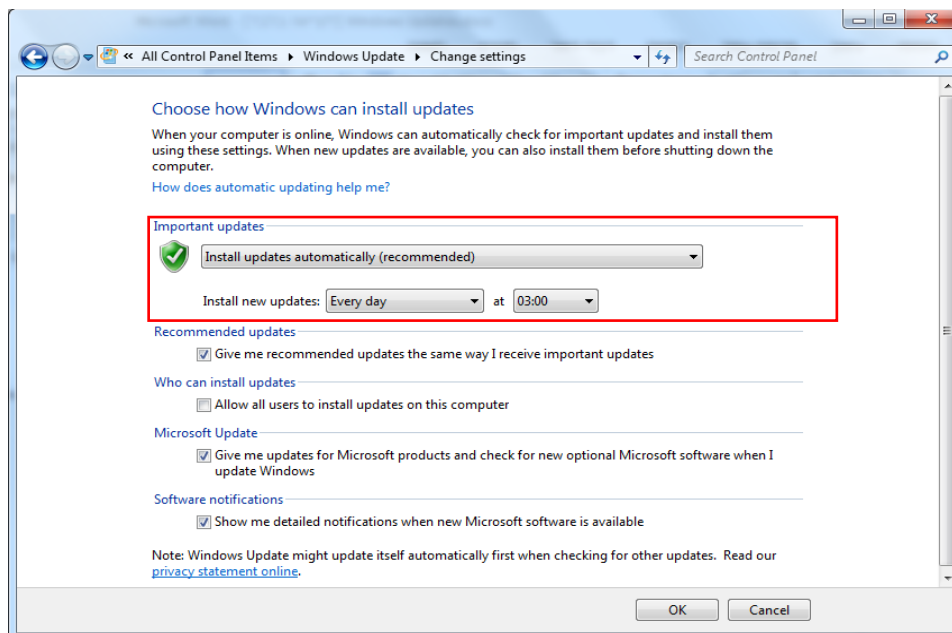 « All Control Panel Items ▸ Windows Update ▸ Change settings
Search Control Panel
Choose how Windows can install updates
When your computer is online, Windows can automatically check for important updates and install them
using these settings. When new updates are available, you can also install them before shutting down the
computer.
How does automatic updating help me?
Important updates
Install updates automatically (recommended)
Install new updates: Every day at 03:00
Recommended updates
Give me recommended updates the same way I receive important updates
Who can install updates
Allow all users to install updates on this computer
Microsoft Update
Give me updates for Microsoft products and check for new optional Microsoft software when I
update Windows
Software notifications
Show me detailed notifications when new Microsoft software is available
Note: Windows Update might update itself automatically first when checking for other updates. Read our
privacy statement online.
OK Cancel